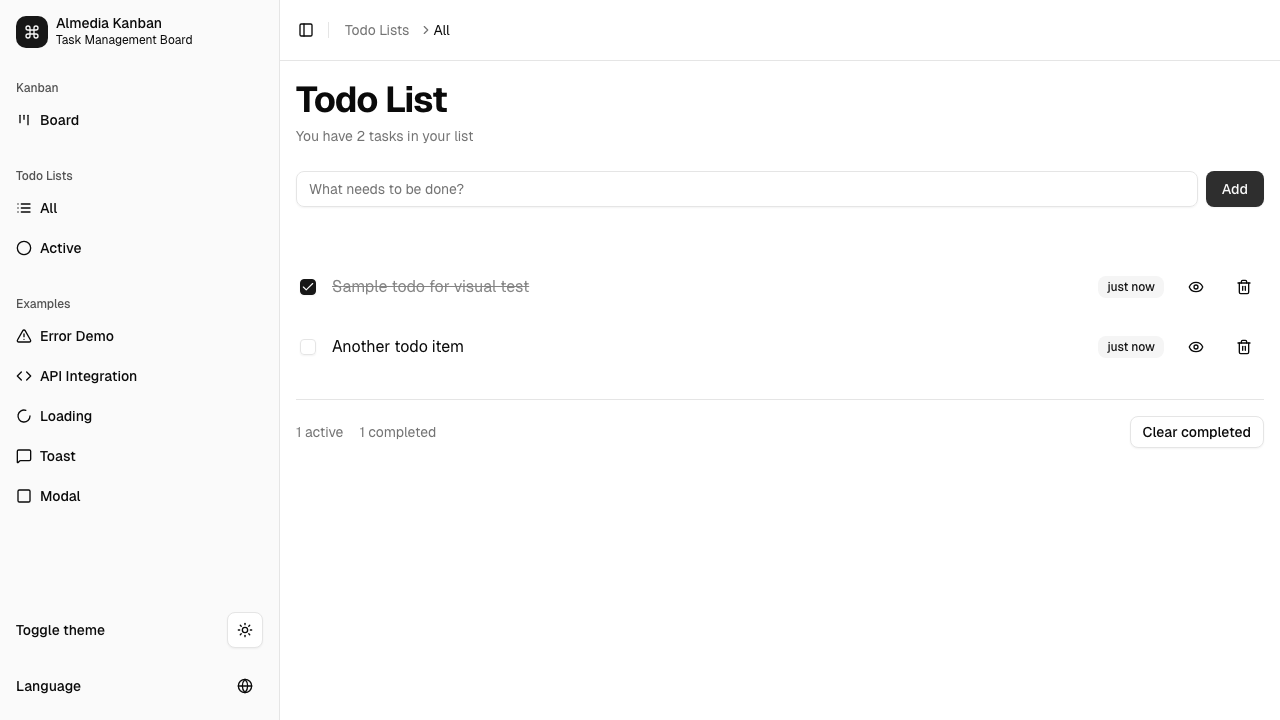 Almedia Kanban
Task Management Board
Kanban
Board
Todo Lists
All
Active
Examples
Error Demo
API Integration
Loading
Toast
Modal
Toggle theme
Language
Todo Lists
All
Todo List
You have 2 tasks in your list
What needs to be done?
Add
Sample todo for visual test
just now
Another todo item
just now
1 active
1 completed
Clear completed